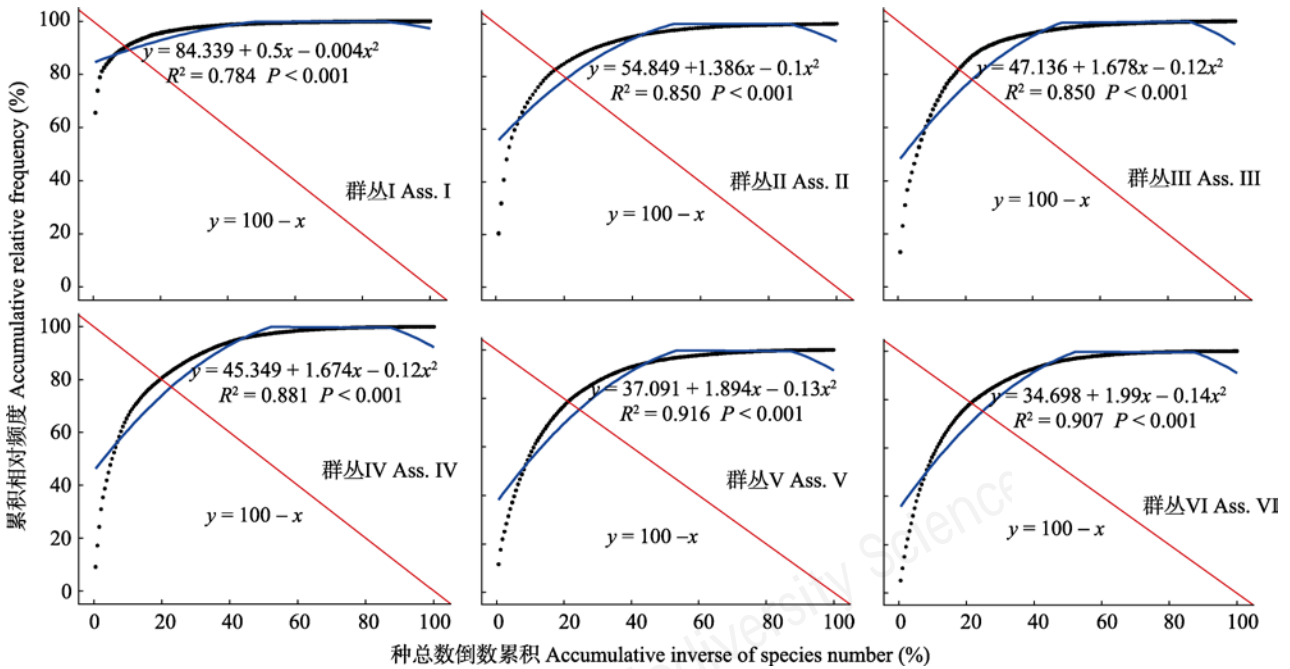 累积相对频度 Accumulative relative frequency (%)
100
80
60
40
20
0
y = 84.339 + 0.5x − 0.004x²
R² = 0.784 P < 0.001
群丛I Ass. I
y = 100 − x
y = 54.849 +1.386x − 0.1x²
R² = 0.850 P < 0.001
群丛II Ass. II
y = 100 − x
y = 47.136 + 1.678x − 0.12x²
R² = 0.850 P < 0.001
群丛III Ass. III
y = 100 − x
100
80
60
40
20
0
y = 45.349 + 1.674x − 0.12x²
R² = 0.881 P < 0.001
群丛IV Ass. IV
y = 100 − x
y = 37.091 + 1.894x − 0.13x²
R² = 0.916 P < 0.001
群丛V Ass. V
y = 100 −x
y = 34.698 + 1.99x − 0.14x²
R² = 0.907 P < 0.001
群丛VI Ass. VI
y = 100 − x
0 20 40 60 80 100
0 20 40 60 80 100
0 20 40 60 80 100
种总数倒数累积 Accumulative inverse of species number (%)